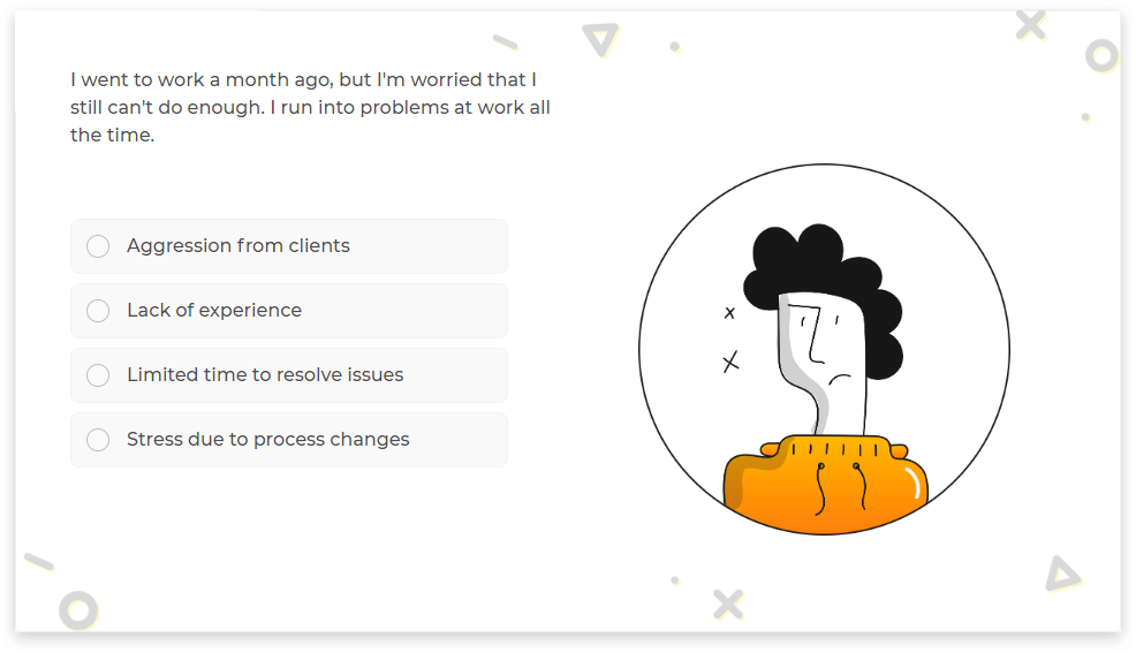 I went to work a month ago, but I'm worried that I
still can't do enough. I run into problems at work all
the time.
Aggression from clients
Lack of experience
Limited time to resolve issues
Stress due to process changes